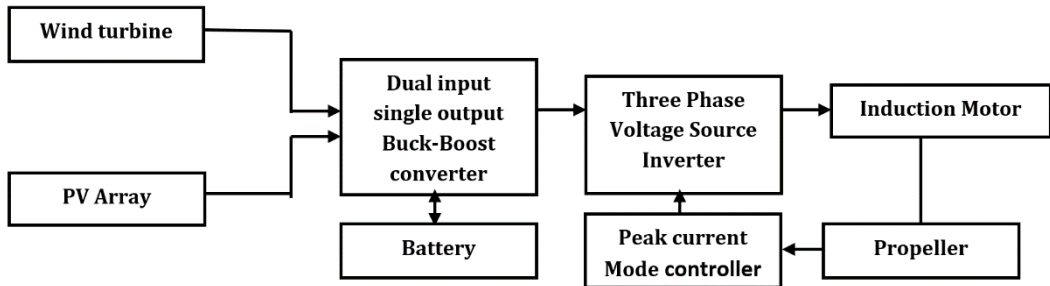 Wind turbine
PV Array
Dual input
single output
Buck-Boost
converter
Battery
Three Phase
Voltage Source
Inverter
Peak current
Mode controller
Induction Motor
Propeller